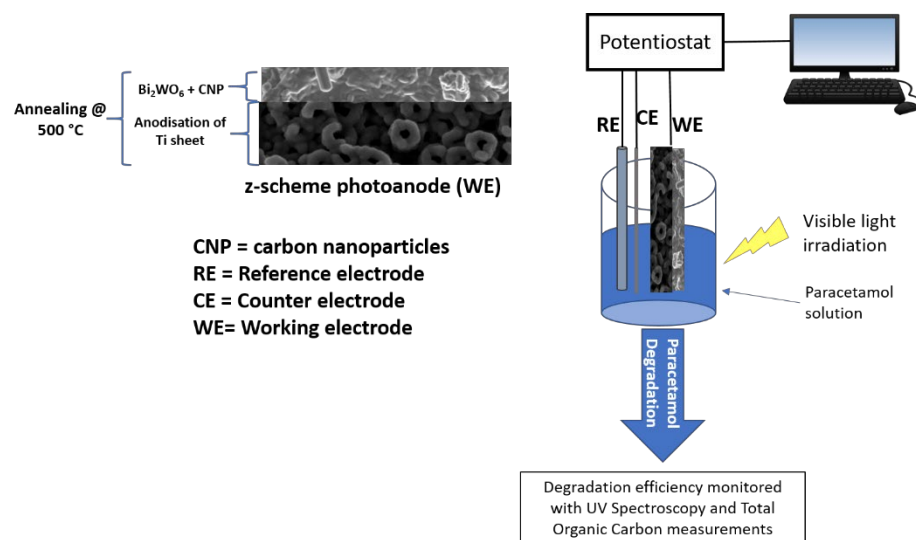 Annealing @
500 °C
Bi₂WO₆ + CNP
Anodisation of
Ti sheet
z-scheme photoanode (WE)
CNP = carbon nanoparticles
RE = Reference electrode
CE = Counter electrode
WE= Working electrode
Potentiostat
RE
CE
WE
Visible light
irradiation
Paracetamol
solution
Paracetamol
Degradation
Degradation efficiency monitored
with UV Spectroscopy and Total
Organic Carbon measurements